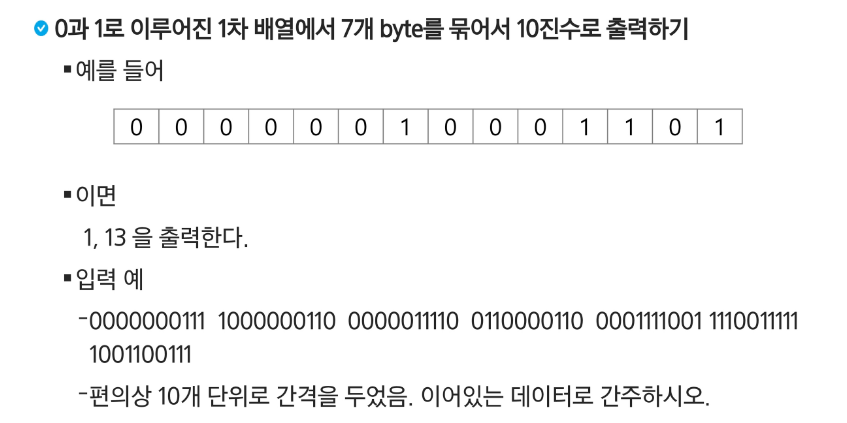 0과 1로 이루어진 1차 배열에서 7개 byte를 묶어서 10진수로 출력하기
▪예를 들어
0 0 0 0 0 0 1 0 0 0 1 1 0 1
▪이면
1, 13 을 출력한다.
▪입력 예
-0000000111 1000000110 0000011110 0110000110 0001111001 1110011111
1001100111
-편의상 10개 단위로 간격을 두었음. 이어있는 데이터로 간주하시오.